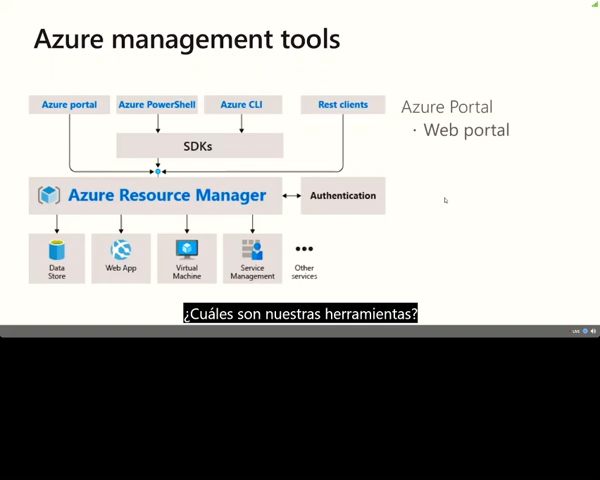 Azure management tools
Azure portal
Azure PowerShell
Azure CLI
Rest clients
SDKs
Azure Resource Manager
Authentication
Data
Store
Web App
Virtual
Machine
Service
Management
Other
services
Azure Portal
· Web portal
¿Cuáles son nuestras herramientas?
LIVE